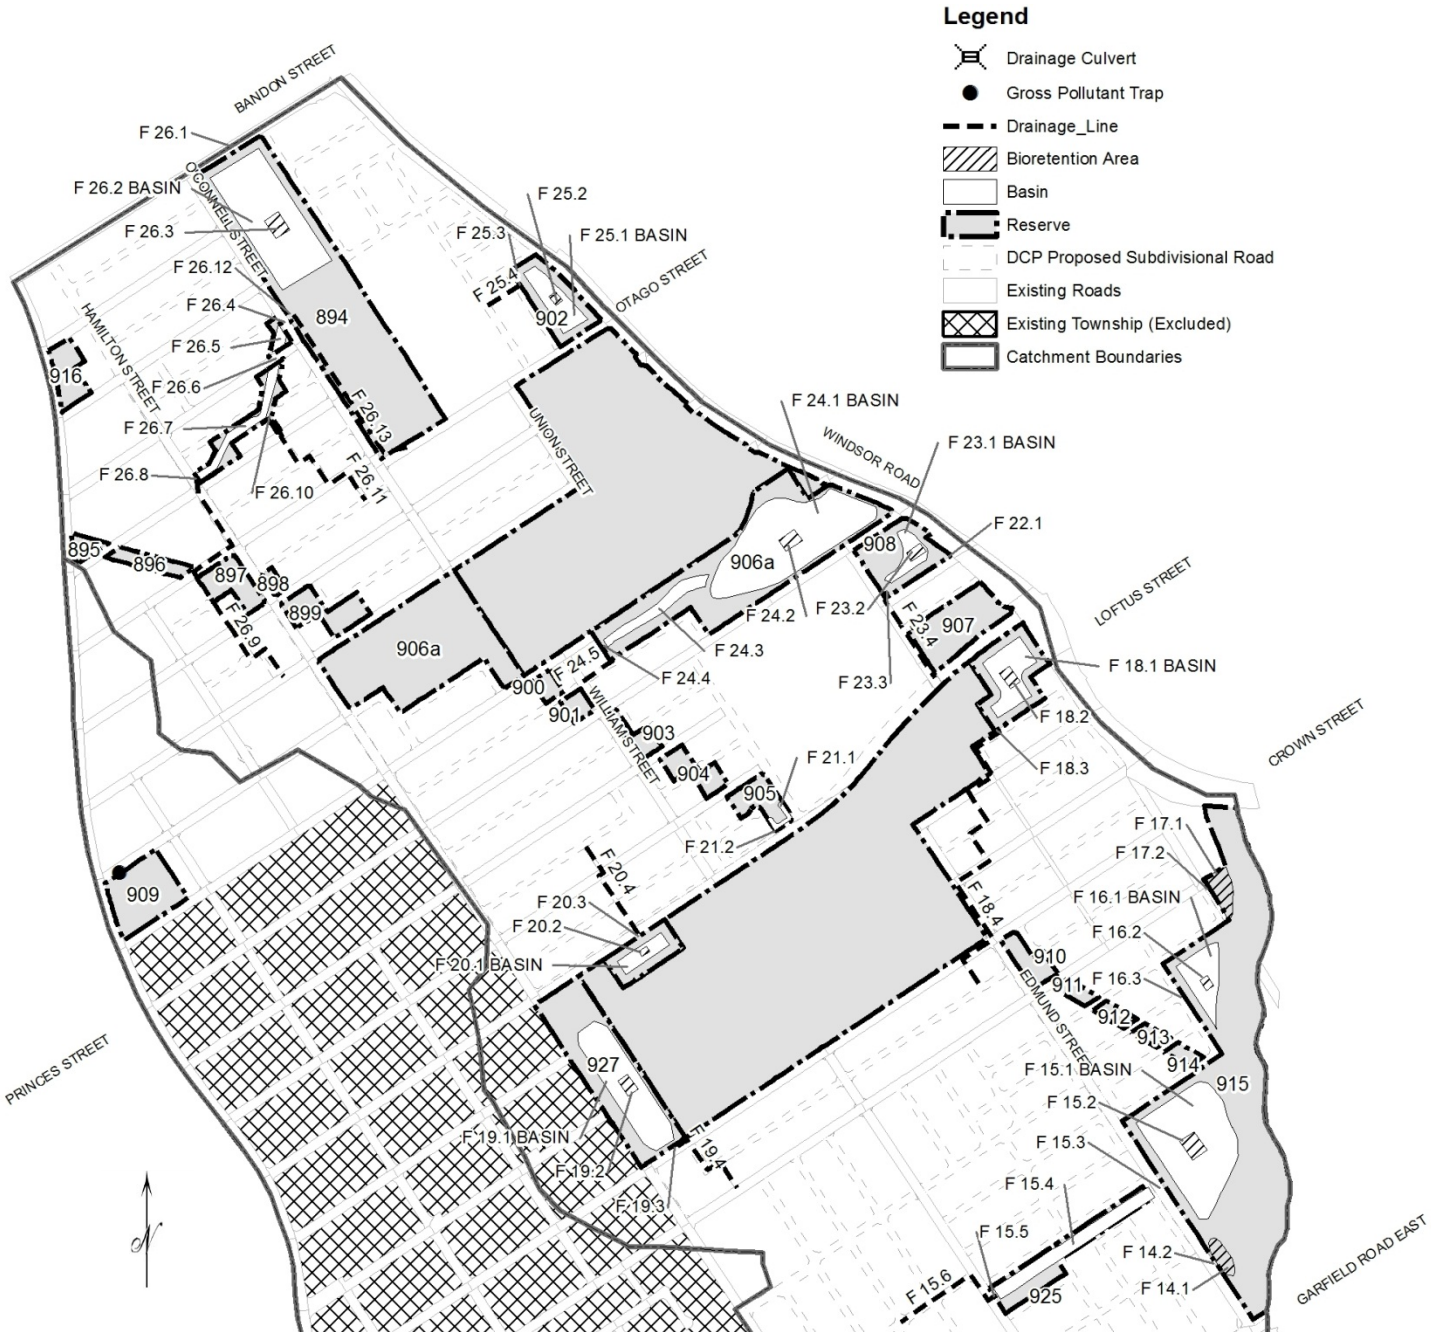 Legend
Drainage Culvert
Gross Pollutant Trap
Drainage_Line
Bioretention Area
Basin
Reserve
DCP Proposed Subdivisional Road
Existing Roads
Existing Township (Excluded)
Catchment Boundaries
BANDON STREET
F 26.1
O'CONNELL STREET
F 26.2 BASIN
F 26.3
F 25.2
F 25.3
F 25.1 BASIN
F 26.12
F 25.4
OTAGO STREET
F 26.4
894
902
HAMILTON STREET
F 26.5
916
F 26.6
F 26.13
F 24.1 BASIN
F 26.7
UNION STREET
WINDSOR ROAD
F 23.1 BASIN
F 26.8
F 26.10
F 26.11
F 22.1
895
896
897
898
899
908
906a
LOFTUS STREET
F 26.9
F 24.2
F 23.2
F 23.4
907
906a
F 24.3
F 24.5
F 24.4
F 23.3
F 18.1 BASIN
900
901
WILLIAM STREET
F 18.2
903
CROWN STREET
904
F 21.1
F 18.3
905
F 21.2
F 17.1
F 17.2
F 20.4
909
F 20.3
F 18.4
F 16.1 BASIN
F 20.2
F 16.2
F 20.1 BASIN
910
F 16.3
911
EDMUND STREET
912
913
914
PRINCES STREET
927
F 15.1 BASIN
915
F 15.2
F 19.1 BASIN
F 19.4
F 15.3
F 19.2
F 15.4
F 19.3
F 15.5
F 14.2
F 15.6
F 14.1
925
GARFIELD ROAD EAST
N